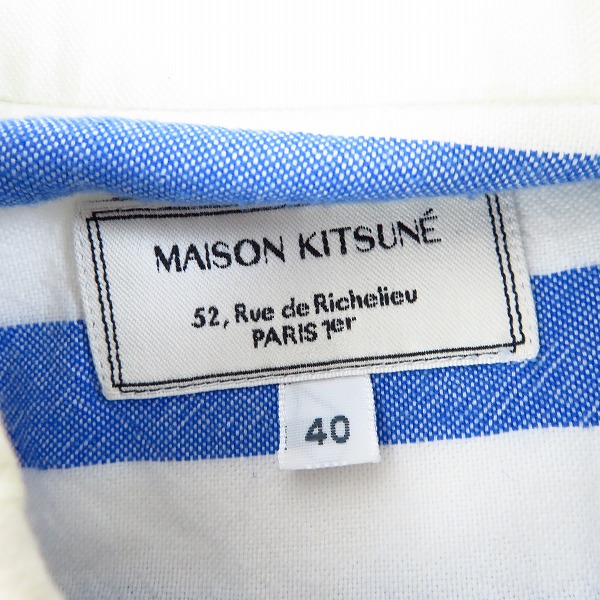 MAISON KITSUNÉ
52, Rue de Richelieu
PARIS 1er
40